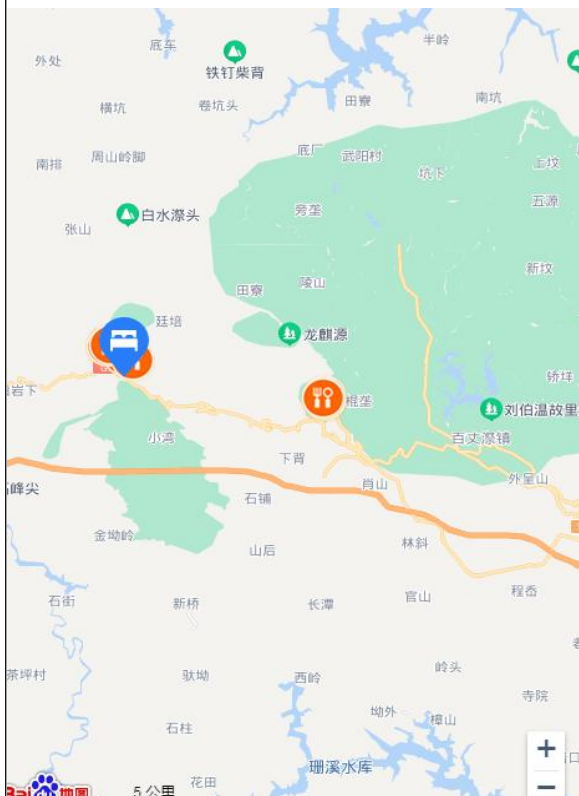 底车
半岭
外处
铁钉柴背
横坑
卷坑头
田寮
南坑
南排
周山岭脚
底厂
武阳村
坑下
上坟
五源
旁垄
白水漈头
张山
新坟
陵山
田寮
廷培
龙麒源
岩下
棍垄
骄垟
刘伯温故里
小湾
百丈漈镇
下背
外垕山
肖山
峰尖
石铺
金坳岭
林斜
山后
石街
新桥
长潭
官山
程岙
岭头
茶坪村
驮坳
西岭
寺院
坳外
樟山
石柱
珊溪水库
口
花田
Bai 地图
5公里
+
−